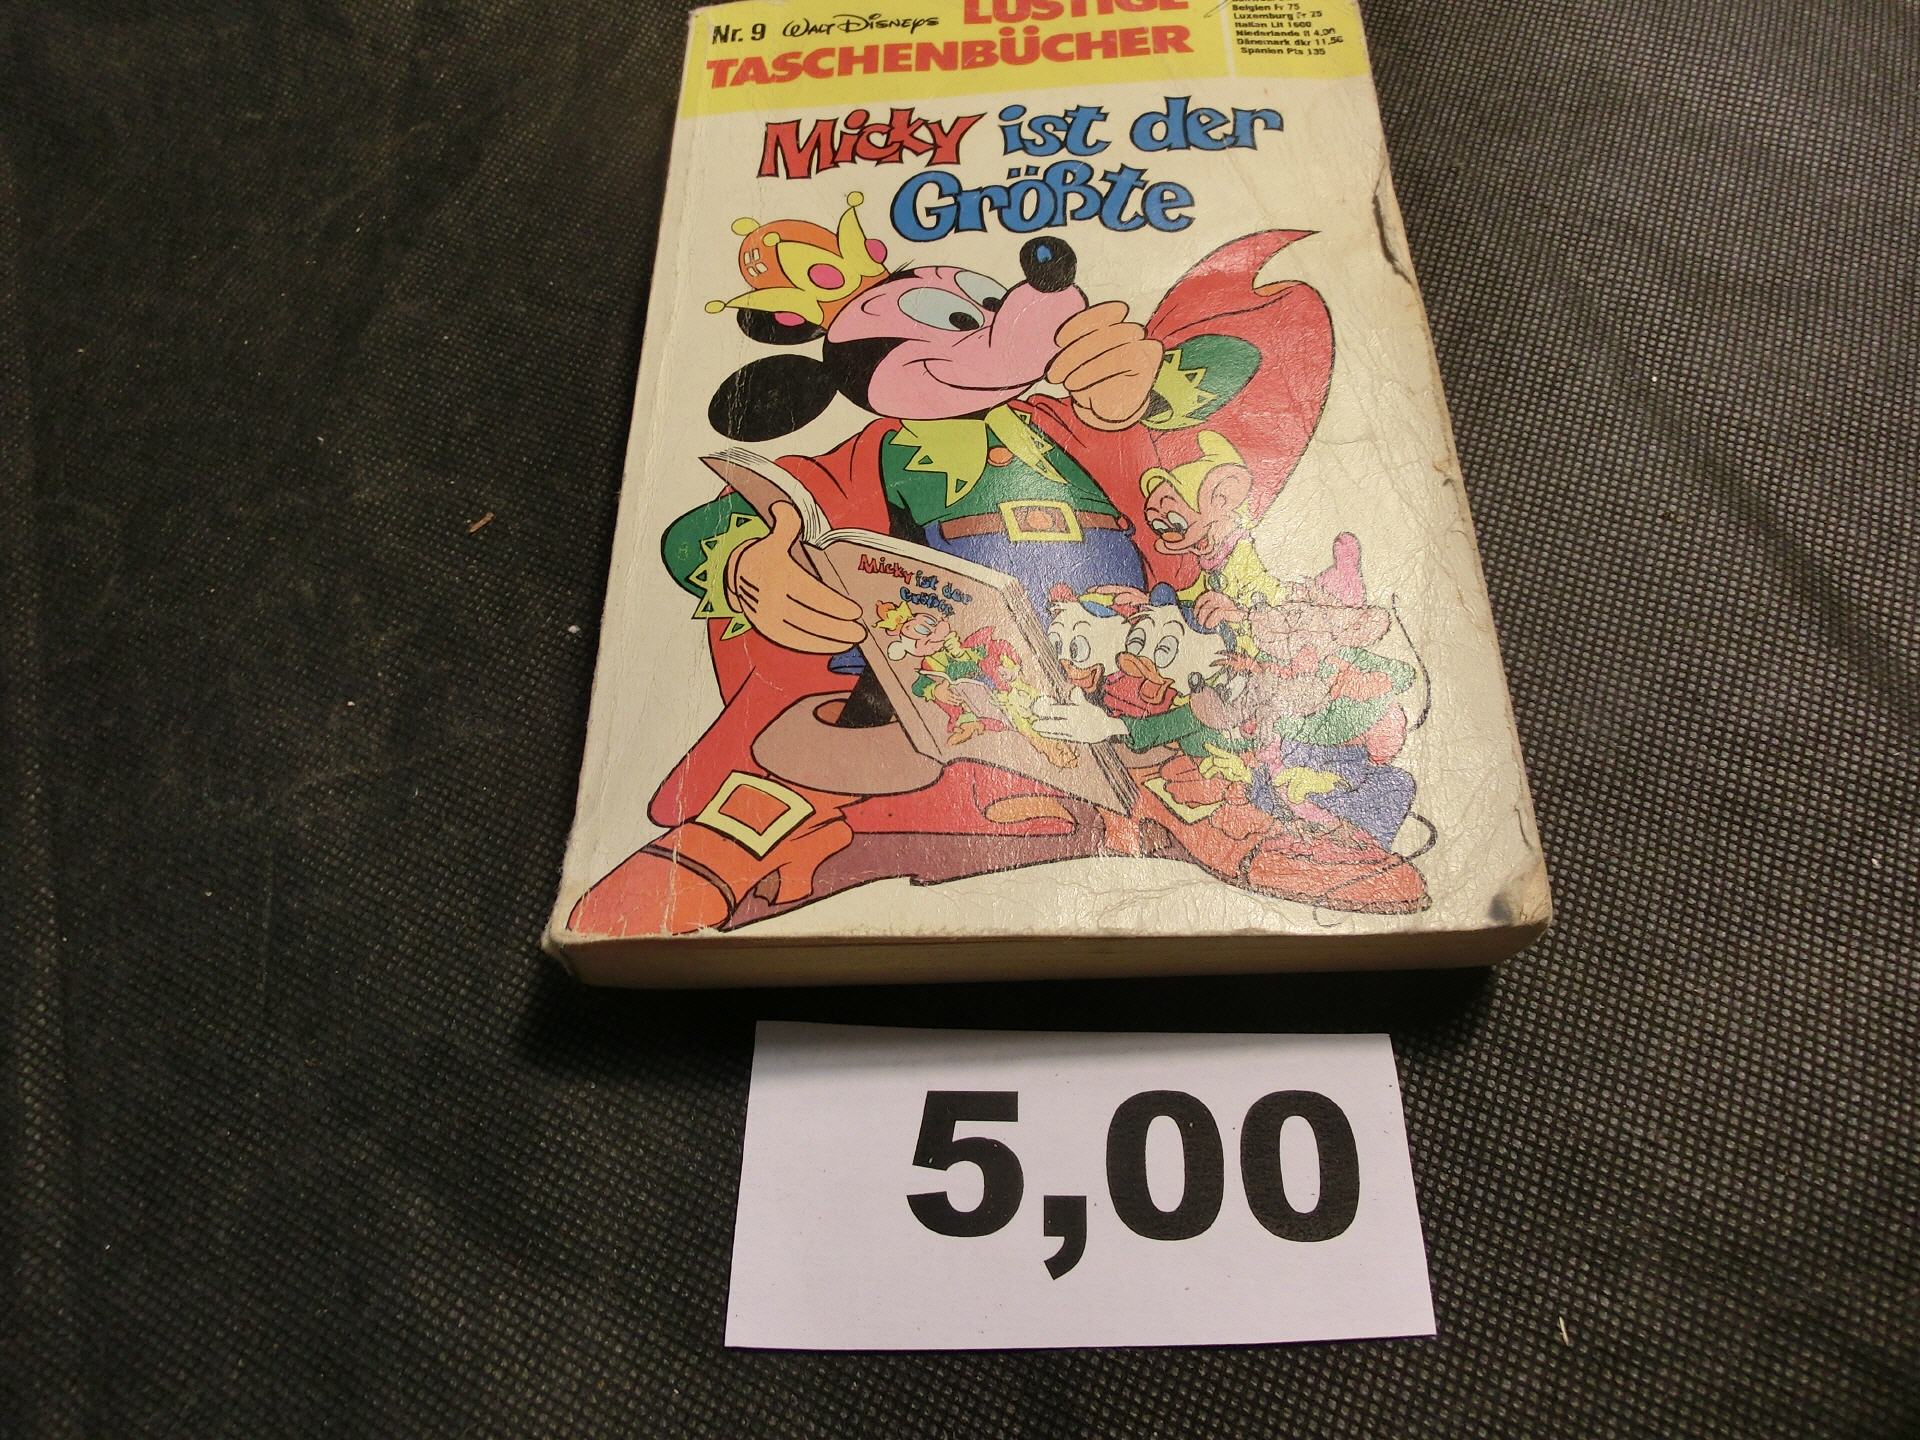 LUSTIGE
Nr. 9 WALT DISNEYS
TASCHENBÜCHER
Belgien Fr 75
Luxemburg Fr 75
Italien Lit 1600
Niederlande fl 4,00
Dänemark dkr 11,50
Spanien Pts 135
Micky ist der
Größte
Micky ist der
Größte
5,00